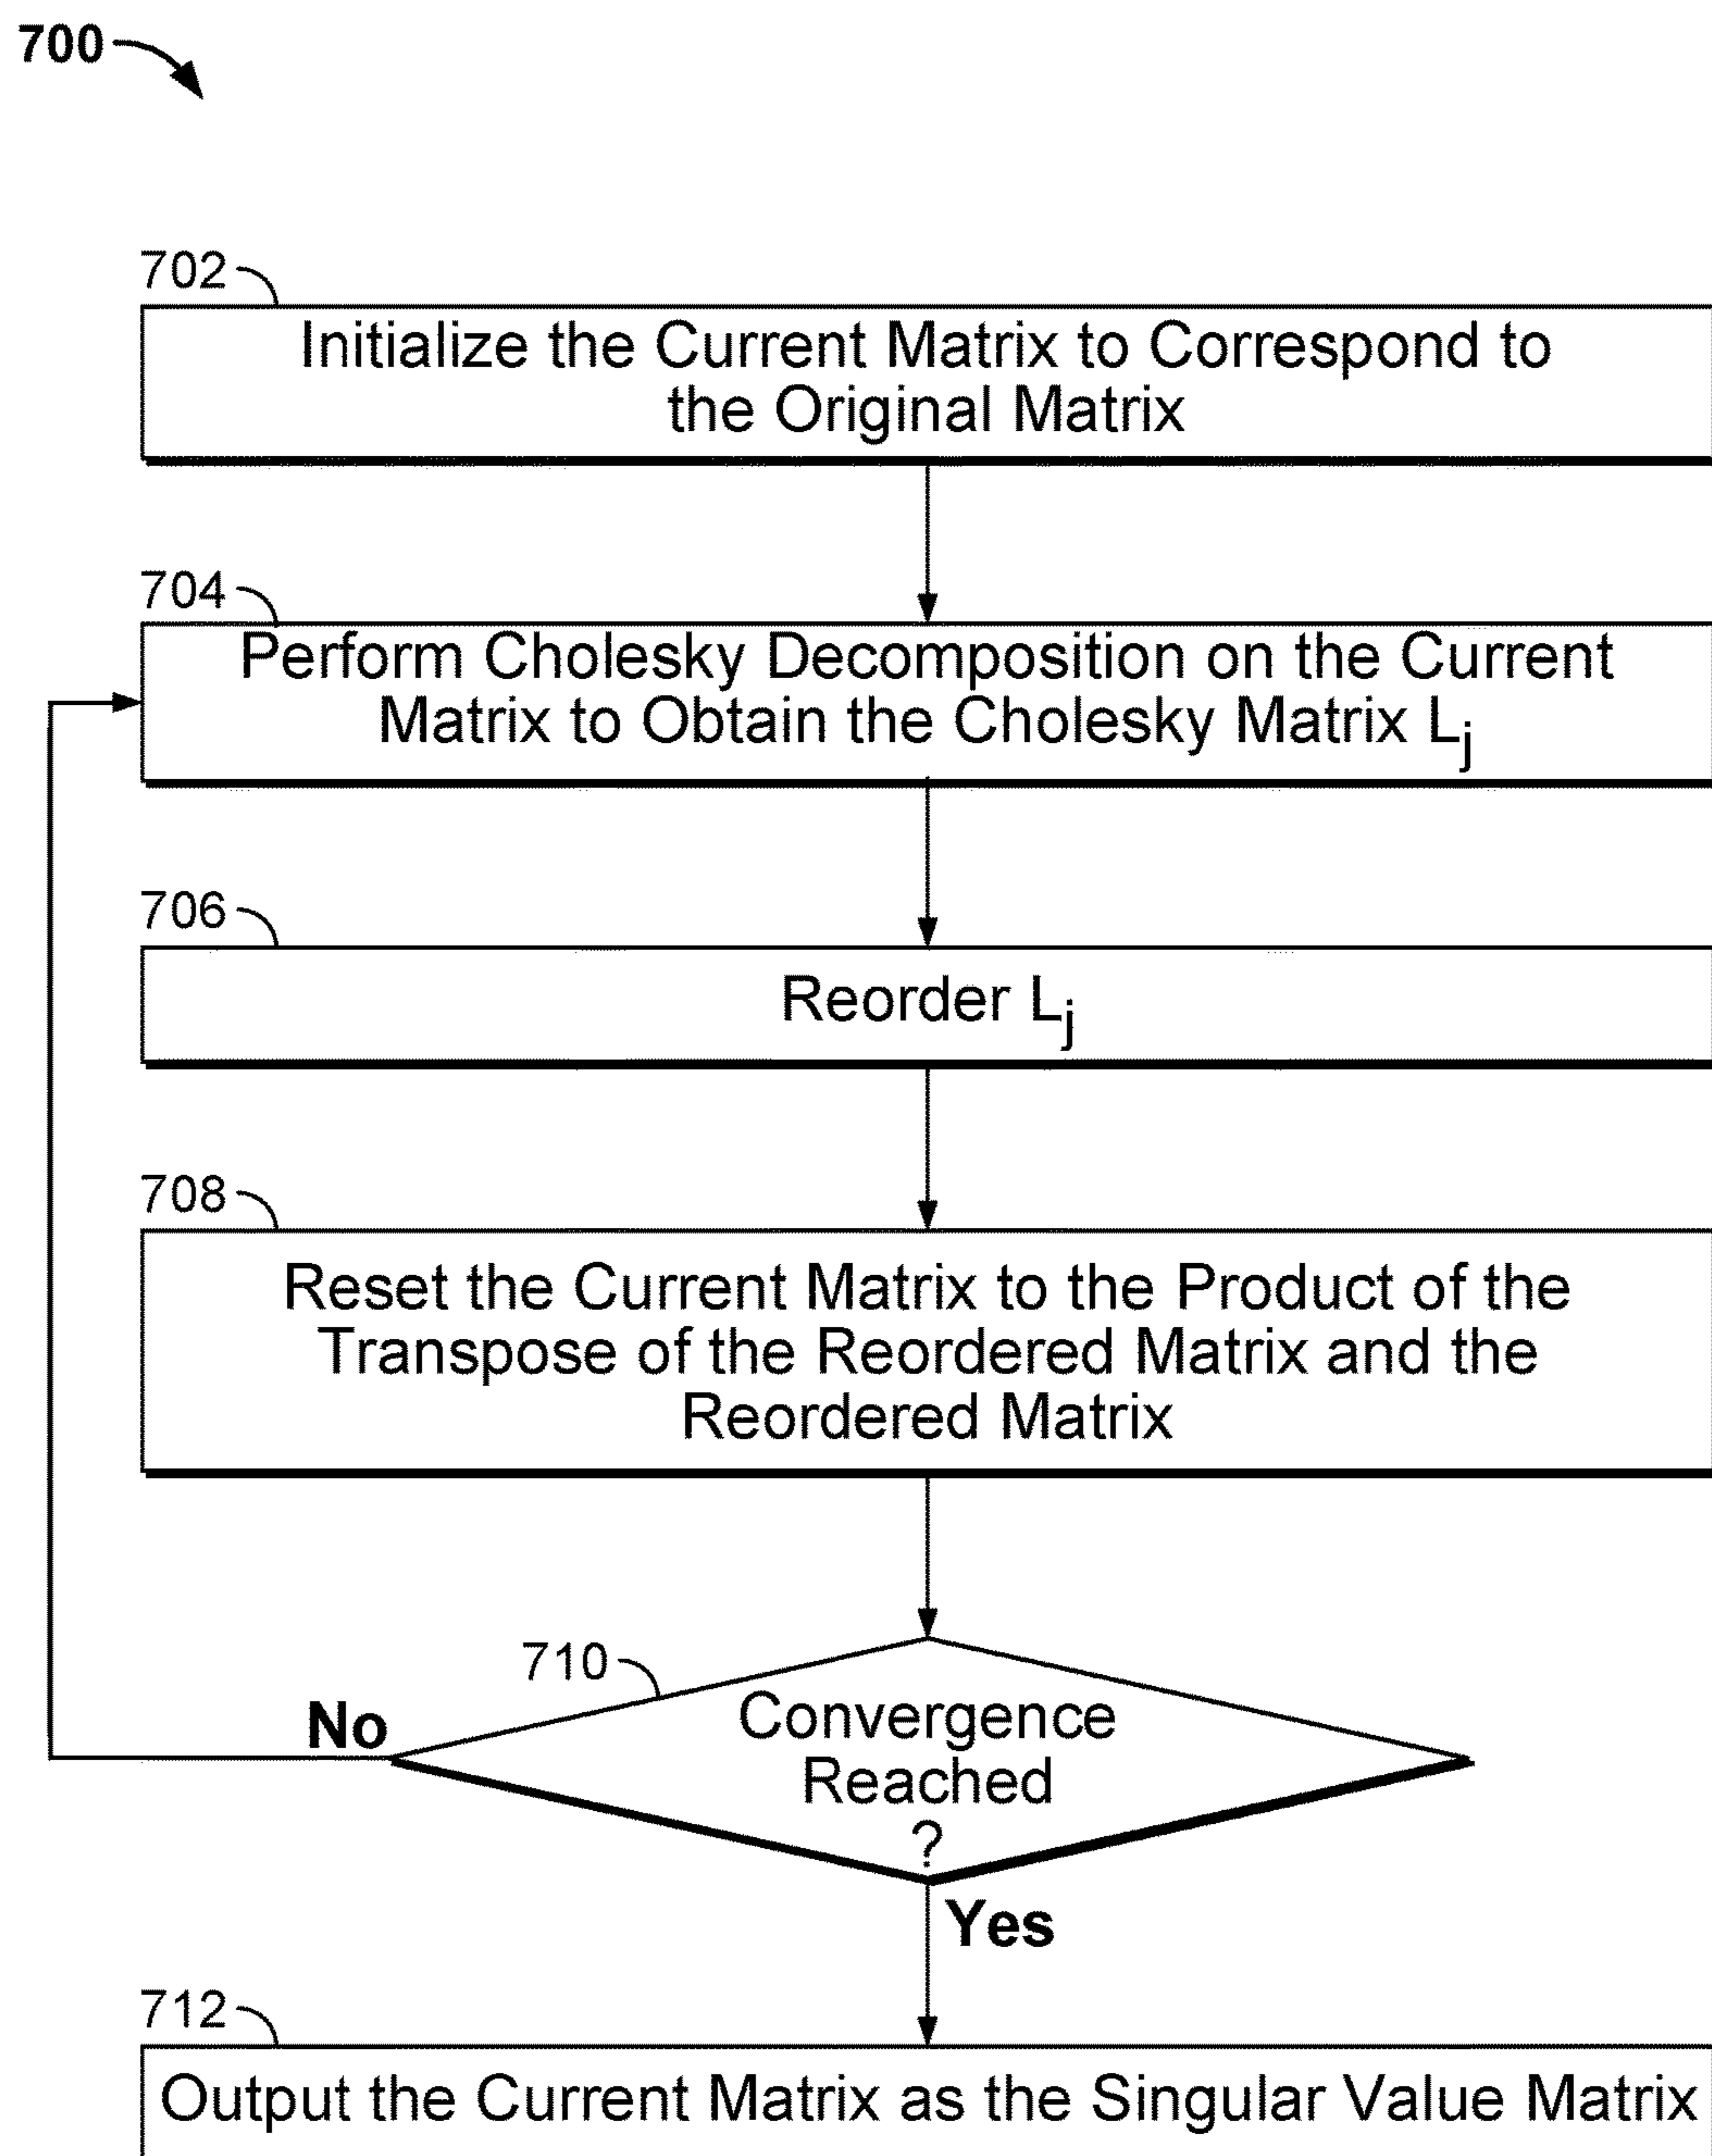 700
702
Initialize the Current Matrix to Correspond to
the Original Matrix
704
Perform Cholesky Decomposition on the Current
Matrix to Obtain the Cholesky Matrix Lj
706
Reorder Lj
708
Reset the Current Matrix to the Product of the
Transpose of the Reordered Matrix and the
Reordered Matrix
710
Convergence
Reached
?
No
Yes
712
Output the Current Matrix as the Singular Value Matrix